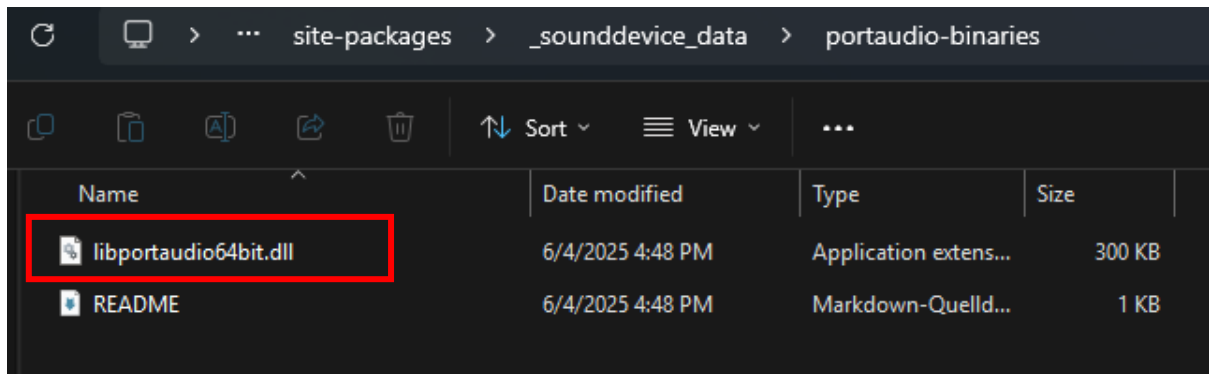 site-packages > _sounddevice_data > portaudio-binaries
Sort View
Name Date modified Type Size
libportaudio64bit.dll 6/4/2025 4:48 PM Application extens... 300 KB
README 6/4/2025 4:48 PM Markdown-Quelld... 1 KB